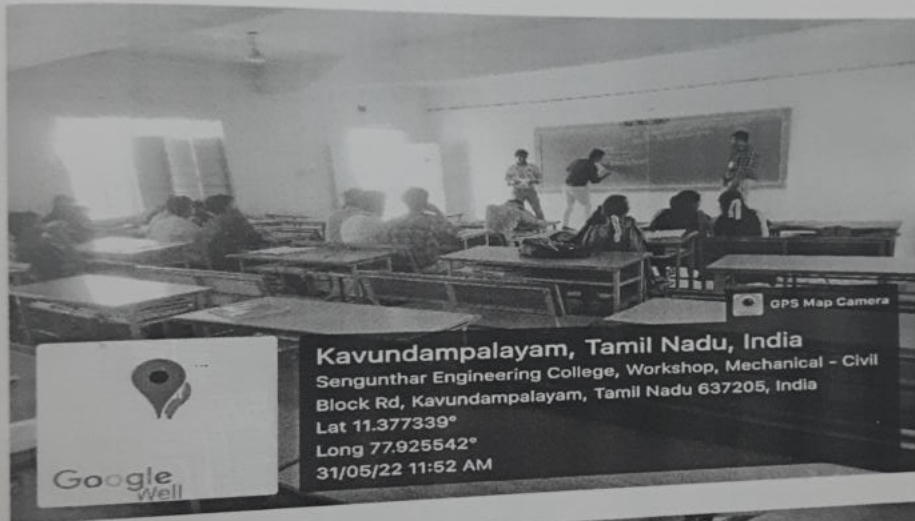 GPS Map Camera
Kavundampalayam, Tamil Nadu, India
Sengunthar Engineering College, Workshop, Mechanical - Civil
Block Rd, Kavundampalayam, Tamil Nadu 637205, India
Lat 11.377339°
Long 77.925542°
31/05/22 11:52 AM
Google
Well